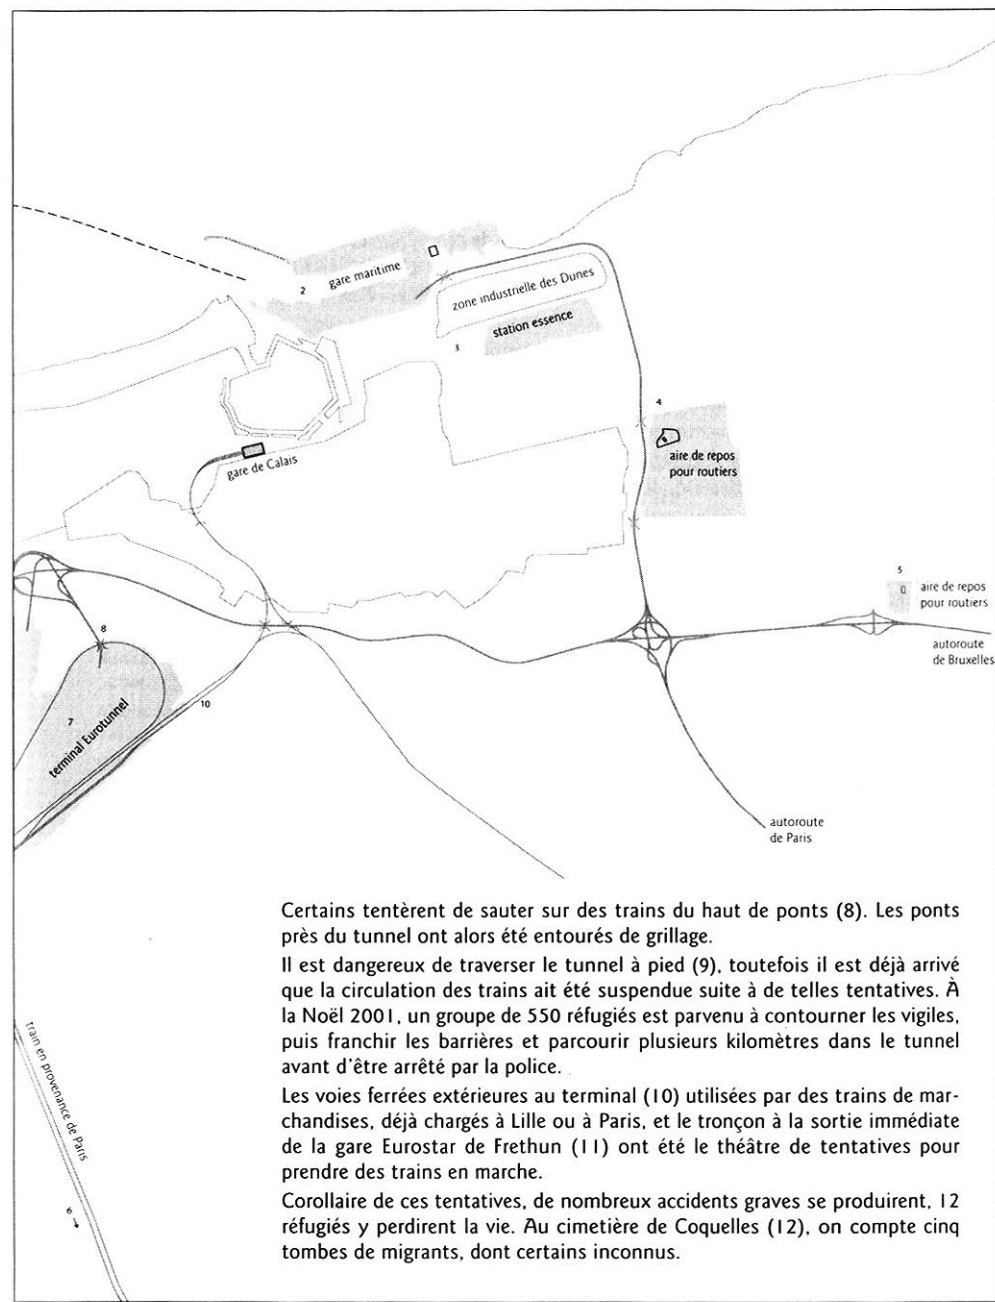 gare maritime
2
zone industrielle des Dunes
station essence
3
4
aire de repos
pour routiers
gare de Calais
5
aire de repos
pour routiers
autoroute
de Bruxelles
8
7
terminal Eurotunnel
10
autoroute
de Paris
Certains tentèrent de sauter sur des trains du haut de ponts (8). Les ponts
près du tunnel ont alors été entourés de grillage.
Il est dangereux de traverser le tunnel à pied (9), toutefois il est déjà arrivé
que la circulation des trains ait été suspendue suite à de telles tentatives. À
la Noël 2001, un groupe de 550 réfugiés est parvenu à contourner les vigiles,
puis franchir les barrières et parcourir plusieurs kilomètres dans le tunnel
avant d'être arrêté par la police.
Les voies ferrées extérieures au terminal (10) utilisées par des trains de mar-
chandises, déjà chargés à Lille ou à Paris, et le tronçon à la sortie immédiate
de la gare Eurostar de Frethun (11) ont été le théâtre de tentatives pour
prendre des trains en marche.
Corollaire de ces tentatives, de nombreux accidents graves se produirent, 12
réfugiés y perdirent la vie. Au cimetière de Coquelles (12), on compte cinq
tombes de migrants, dont certains inconnus.
train en provenance de Paris
6